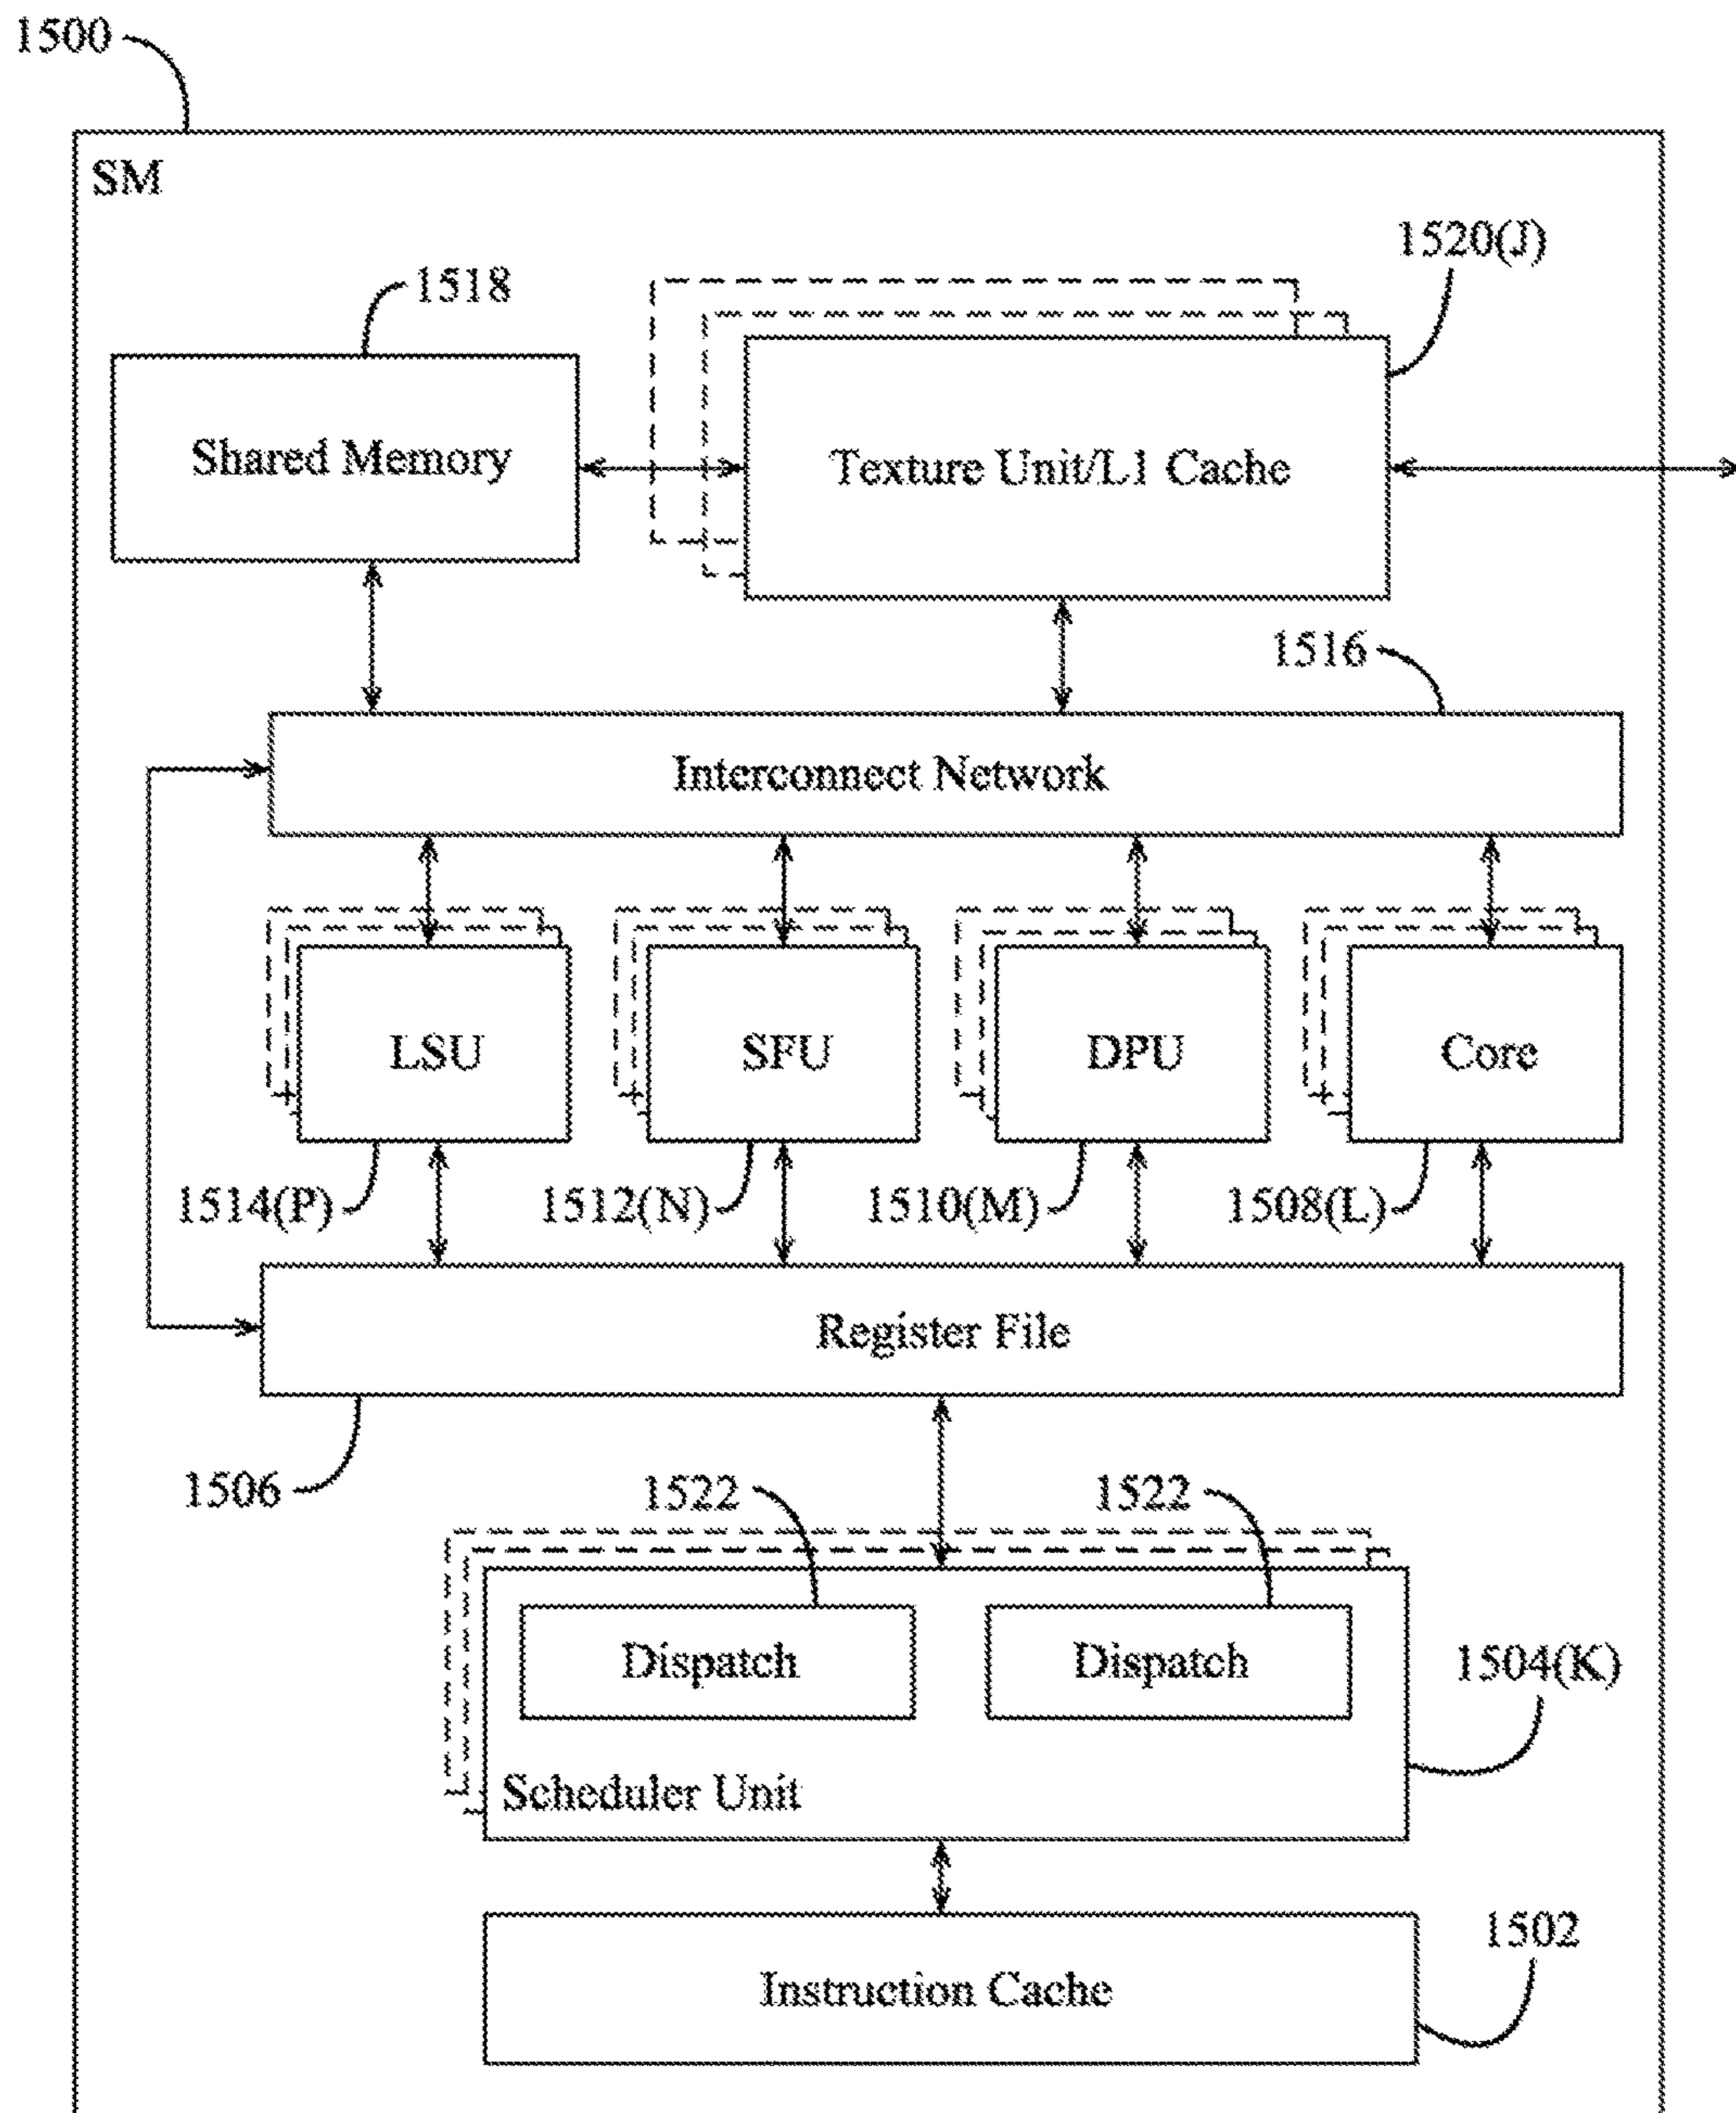 1500
SM
1520(J)
1518
Shared Memory
Texture Unit/L1 Cache
1516
Interconnect Network
LSU
SFU
DPU
Core
1514(P)
1512(N)
1510(M)
1508(L)
Register File
1506
1522
1522
Dispatch
Dispatch
1504(K)
Scheduler Unit
1502
Instruction Cache